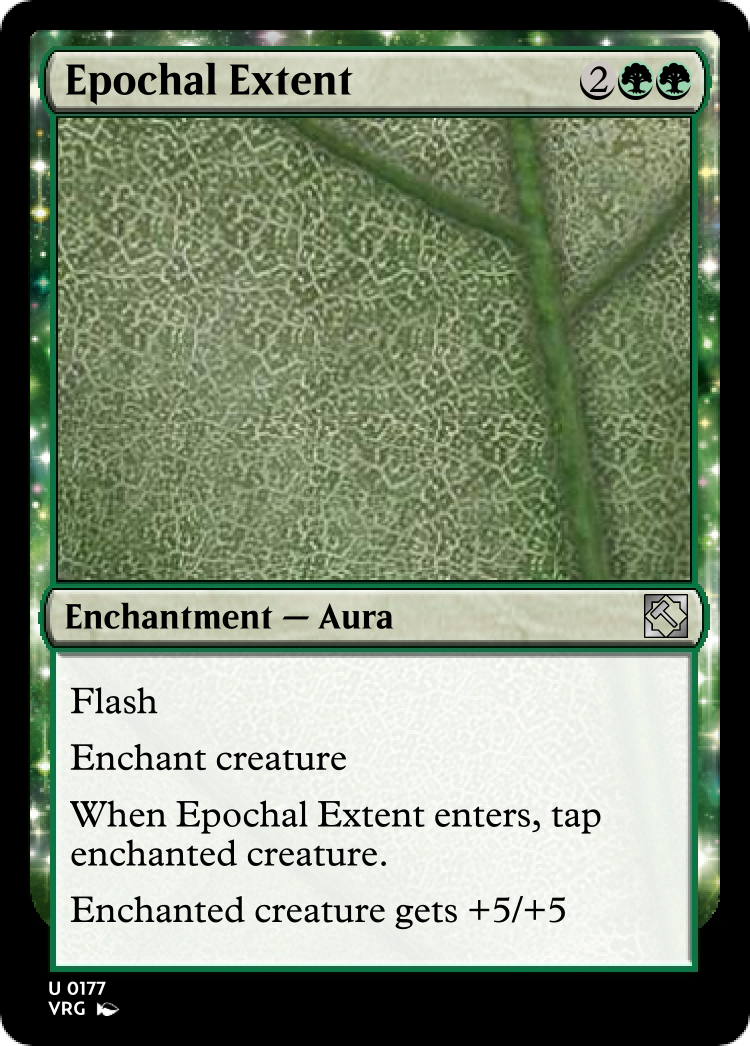 Epochal Extent 2
Enchantment — Aura
Flash
Enchant creature
When Epochal Extent enters, tap
enchanted creature.
Enchanted creature gets +5/+5
U 0177
VRG